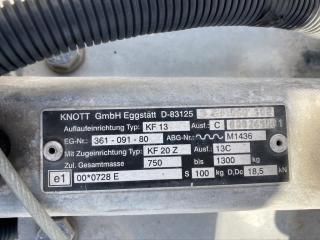 KNOTT GmbH Eggstätt D-83125
Auflaufeinrichtung Typ: KF 13 Ausf.: C
EG-Nr.: 361-091-80 ABG-Nr.: M1436
Mit Zugeinrichtung Typ: KF 20 Z Ausf.: 13C
Zul. Gesamtmasse 750 bis 1300 kg
e1 00*0728 E S 100 kg D,Dc 18,5 kN